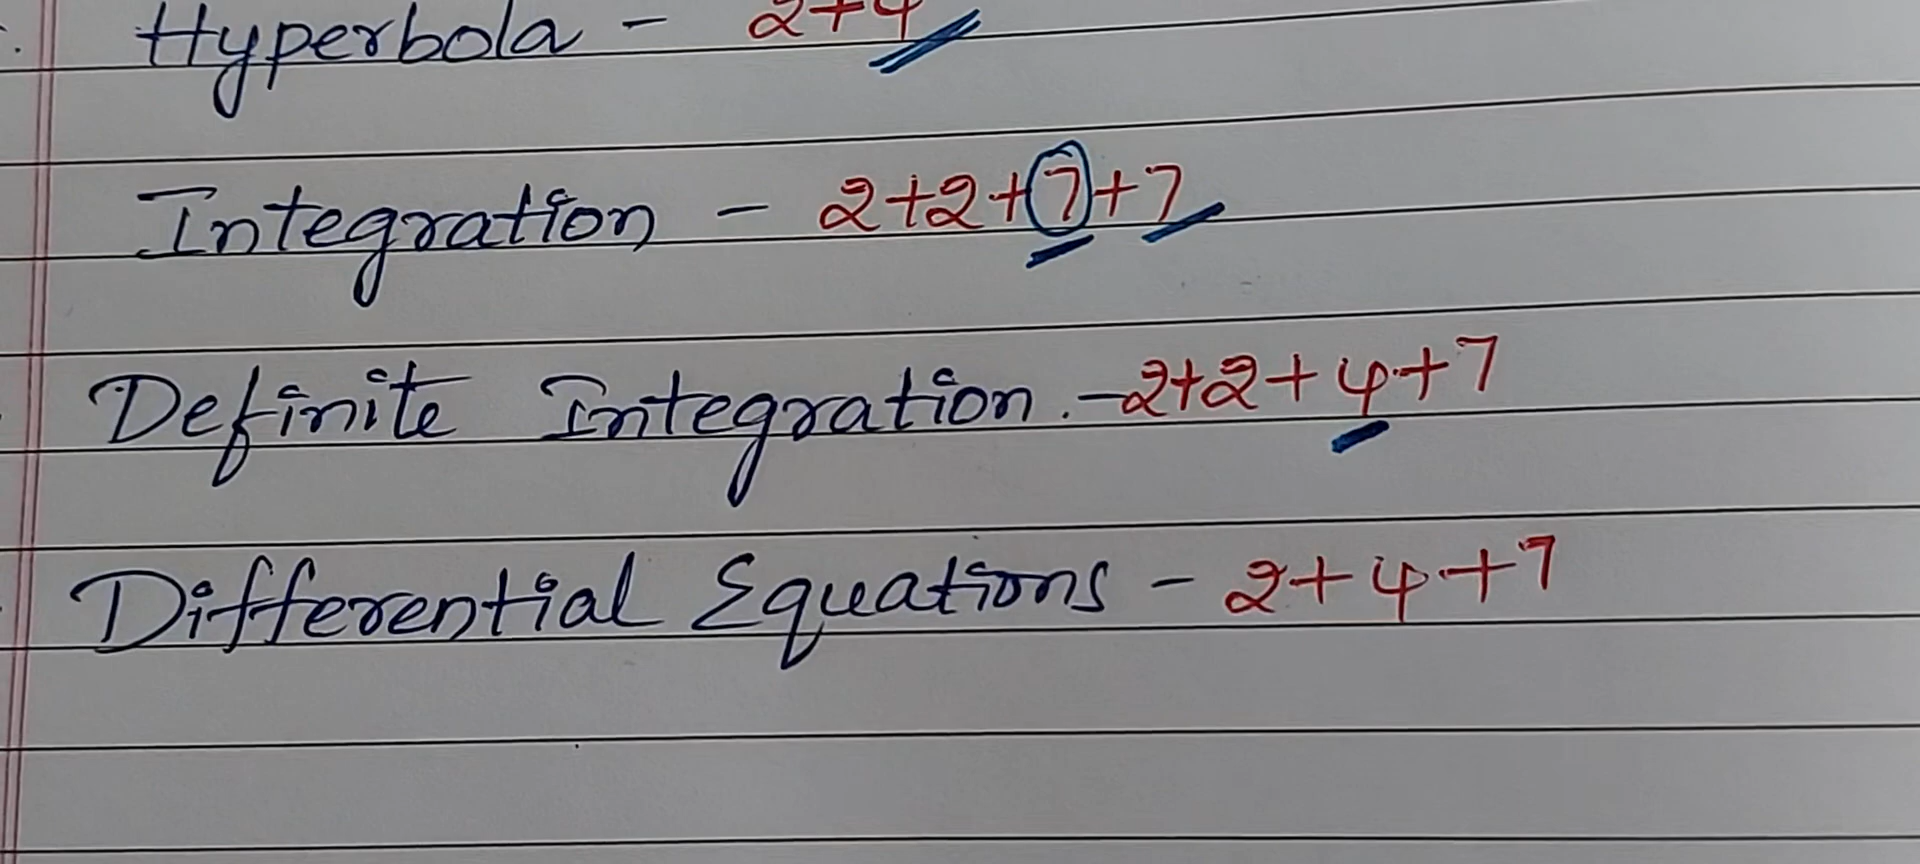 Hyperbola - 2+4
Integration - 2+2+7+7
Definite Integration. -2+2+4+7
Differential Equations - 2+4+7